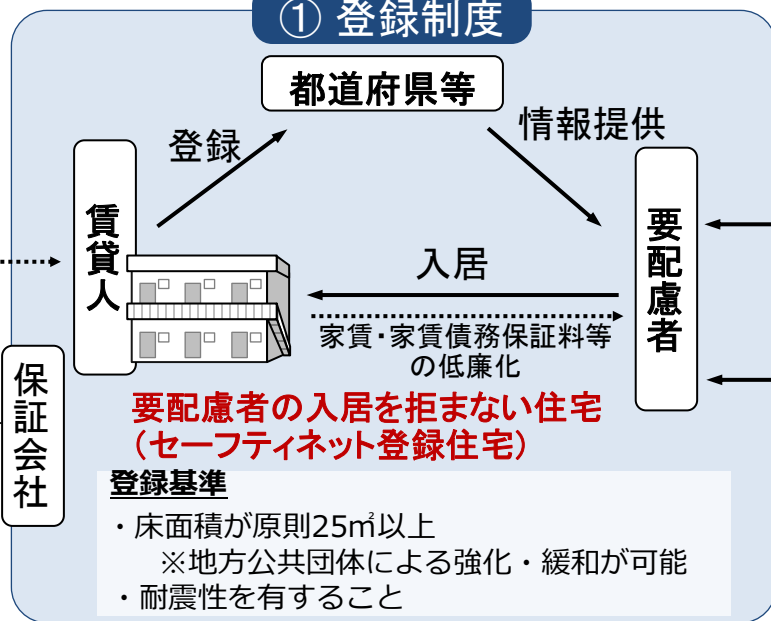 ① 登録制度
都道府県等
登録
情報提供
賃貸人
要配慮者
入居
家賃・家賃債務保証料等
の低廉化
保証会社
要配慮者の入居を拒まない住宅
（セーフティネット登録住宅）
登録基準
・床面積が原則25㎡以上
※地方公共団体による強化・緩和が可能
・耐震性を有すること